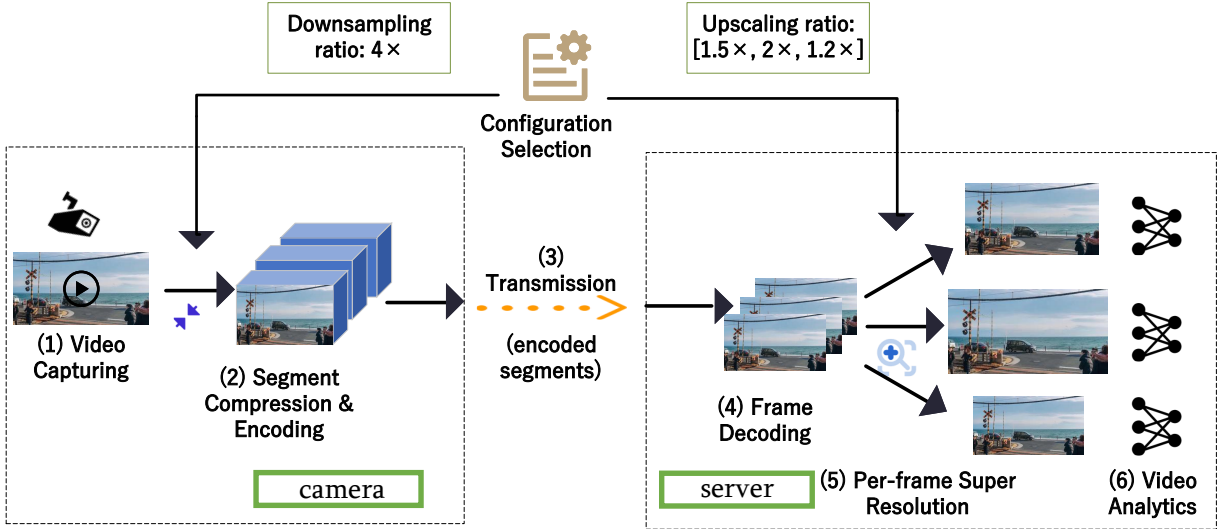 Downsampling
ratio: 4×
Upscaling ratio:
[1.5×, 2×, 1.2×]
Configuration
Selection
(1) Video
Capturing
(2) Segment
Compression &
Encoding
camera
(3)
Transmission
(encoded
segments)
(4) Frame
Decoding
server
(5) Per-frame Super
Resolution
(6) Video
Analytics